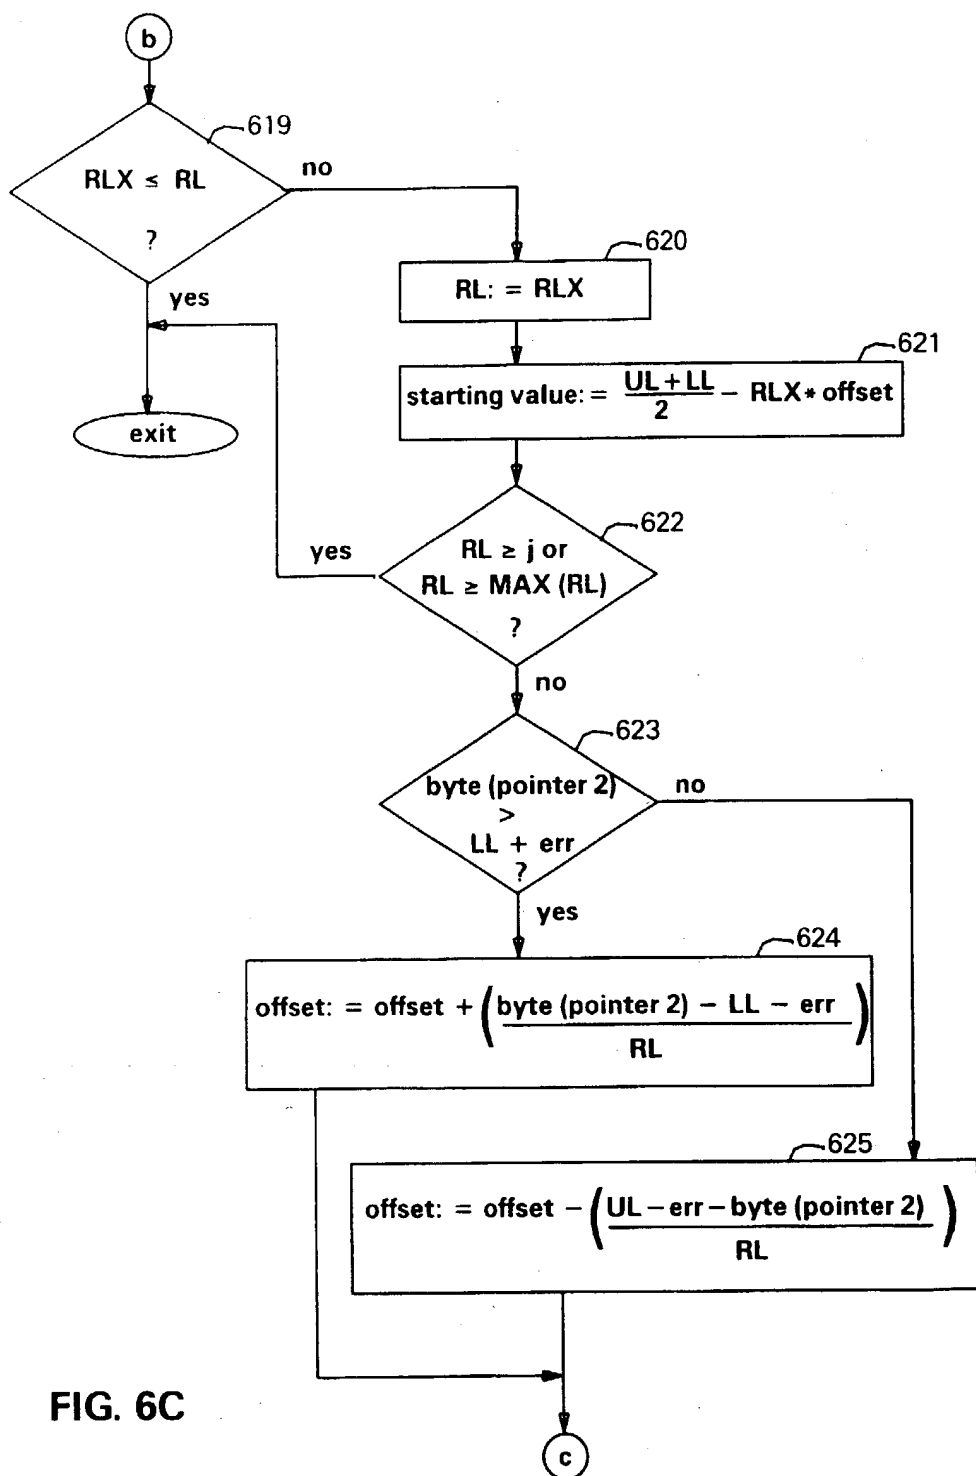 b
619
RLX ≤ RL
?
no
yes
exit
620
RL: = RLX
621
starting value: = UL + LL / 2 − RLX * offset
622
yes
RL ≥ j or
RL ≥ MAX (RL)
?
no
623
byte (pointer 2)
>
LL + err
?
no
yes
624
offset: = offset + ( byte (pointer 2) − LL − err / RL )
625
offset: = offset − ( UL − err − byte (pointer 2) / RL )
FIG. 6C
c